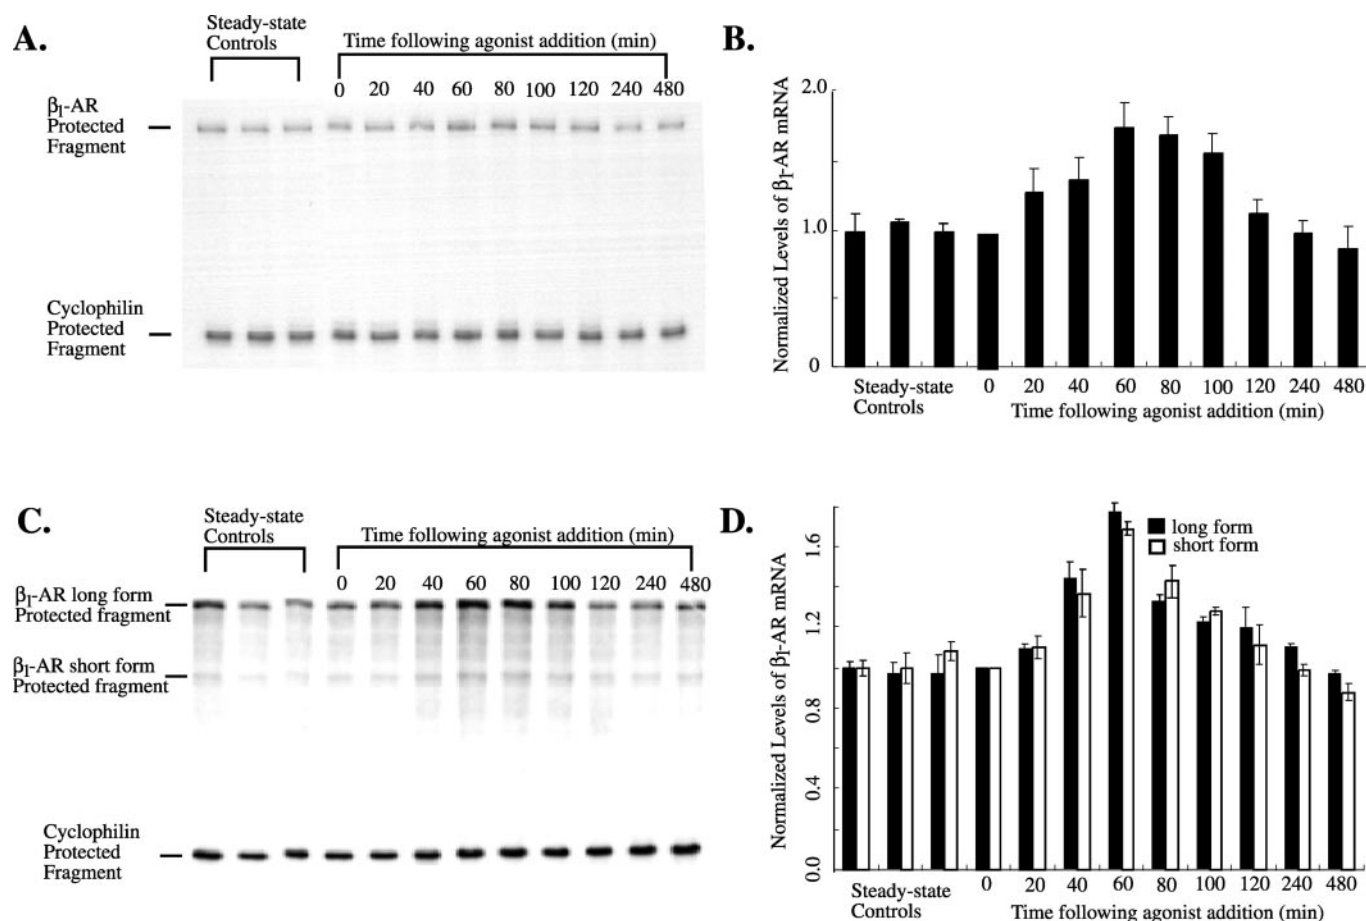 A.
Steady-state
Controls
Time following agonist addition (min)
0 20 40 60 80 100 120 240 480
β1-AR
Protected
Fragment
Cyclophilin
Protected
Fragment
B.
Normalized Levels of β1-AR mRNA
2.0
1.0
0
Steady-state
Controls
0 20 40 60 80 100 120 240 480
Time following agonist addition (min)
C.
Steady-state
Controls
Time following agonist addition (min)
0 20 40 60 80 100 120 240 480
β1-AR long form
Protected fragment
β1-AR short form
Protected fragment
Cyclophilin
Protected
Fragment
D.
long form
short form
Normalized Levels of β1-AR mRNA
1.6
1.2
0.8
0.4
0.0
Steady-state
Controls
0 20 40 60 80 100 120 240 480
Time following agonist addition (min)